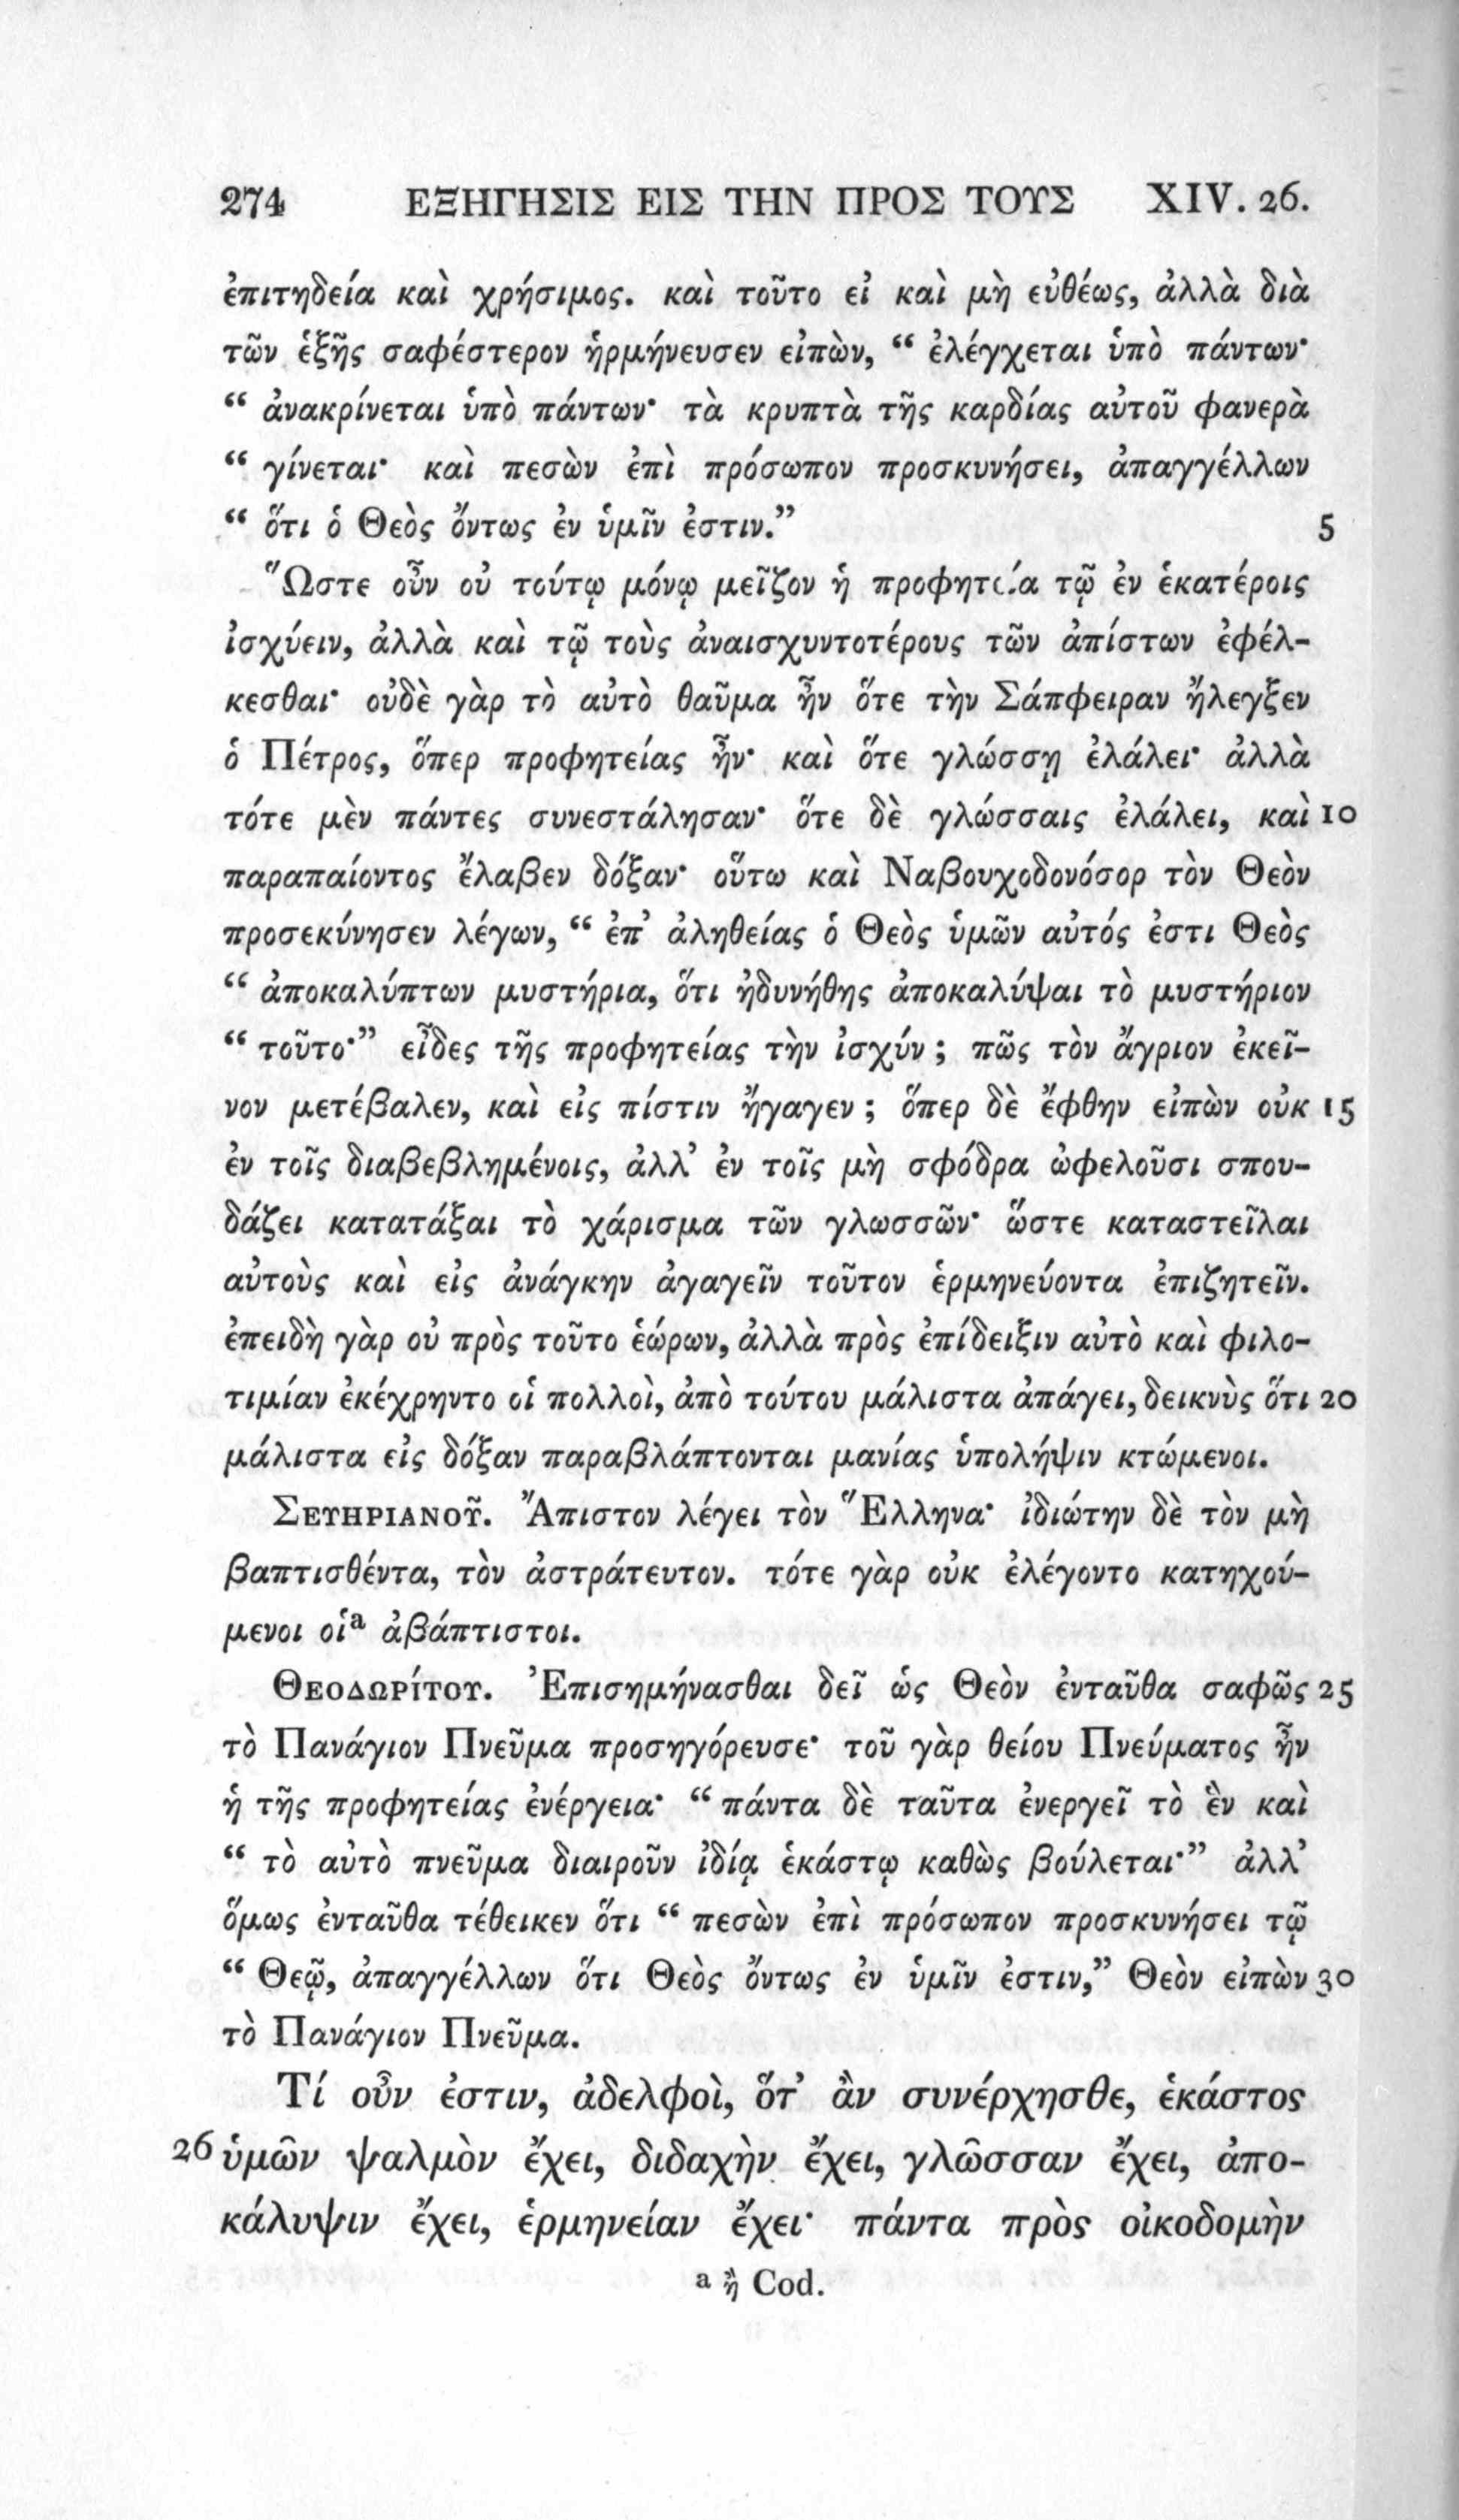 274 ΕΞΗΓΗΣΙΣ ΕΙΣ ΤΗΝ ΠΡΟΣ ΤΟΥΣ XIV. 26.
ἐπιτηδεία καὶ χρήσιμος. καὶ τοῦτο εἰ καὶ μὴ εὐθέως, ἀλλὰ διὰ
τῶν ἑξῆς σαφέστερον ἡρμήνευσεν εἰπὼν, “ ἐλέγχεται ὑπὸ πάντων·
“ ἀνακρίνεται ὑπὸ πάντων· τὰ κρυπτὰ τῆς καρδίας αὐτοῦ φανερὰ
“ γίνεται· καὶ πεσὼν ἐπὶ πρόσωπον προσκυνήσει, ἀπαγγέλλων
“ ὅτι ὁ Θεὸς ὄντως ἐν ὑμῖν ἐστιν.” 5
Ὥστε οὖν οὐ τούτῳ μόνῳ μεῖζον ἡ προφητεία τῷ ἐν ἑκατέροις
ἰσχύειν, ἀλλὰ καὶ τῷ τοὺς ἀναισχυντοτέρους τῶν ἀπίστων ἐφέλ-
κεσθαι· οὐδὲ γὰρ τὸ αὐτὸ θαῦμα ἦν ὅτε τὴν Σάπφειραν ἤλεγξεν
ὁ Πέτρος, ὅπερ προφητείας ἦν· καὶ ὅτε γλώσσῃ ἐλάλει· ἀλλὰ
τότε μὲν πάντες συνεστάλησαν· ὅτε δὲ γλώσσαις ἐλάλει, καὶ 10
παραπαίοντος ἔλαβεν δόξαν· οὕτω καὶ Ναβουχοδονόσορ τὸν Θεὸν
προσεκύνησεν λέγων, “ ἐπ’ ἀληθείας ὁ Θεὸς ὑμῶν αὐτός ἐστι Θεὸς
“ ἀποκαλύπτων μυστήρια, ὅτι ἠδυνήθης ἀποκαλύψαι τὸ μυστήριον
“ τοῦτο·” εἶδες τῆς προφητείας τὴν ἰσχύν ; πῶς τὸν ἄγριον ἐκεῖ-
νον μετέβαλεν, καὶ εἰς πίστιν ἤγαγεν ; ὅπερ δὲ ἔφθην εἰπὼν οὐκ 15
ἐν τοῖς διαβεβλημένοις, ἀλλ’ ἐν τοῖς μὴ σφόδρα ὠφελοῦσι σπου-
δάζει κατατάξαι τὸ χάρισμα τῶν γλωσσῶν· ὥστε καταστεῖλαι
αὐτοὺς καὶ εἰς ἀνάγκην ἀγαγεῖν τοῦτον ἑρμηνεύοντα ἐπιζητεῖν.
ἐπειδὴ γὰρ οὐ πρὸς τοῦτο ἑώρων, ἀλλὰ πρὸς ἐπίδειξιν αὐτὸ καὶ φιλο-
τιμίαν ἐκέχρηντο οἱ πολλοὶ, ἀπὸ τούτου μάλιστα ἀπάγει, δεικνὺς ὅτι 20
μάλιστα εἰς δόξαν παραβλάπτονται μανίας ὑπολήψιν κτώμενοι.
ΣΕΥΗΡΙΑΝΟῦ. Ἄπιστον λέγει τὸν Ἕλληνα· ἰδιώτην δὲ τὸν μὴ
βαπτισθέντα, τὸν ἀστράτευτον. τότε γὰρ οὐκ ἐλέγοντο κατηχού-
μενοι οἱᵃ ἀβάπτιστοι.
ΘΕΟΔΩΡίΤΟΥ. Ἐπισημήνασθαι δεῖ ὡς Θεὸν ἐνταῦθα σαφῶς 25
τὸ Πανάγιον Πνεῦμα προσηγόρευσε· τοῦ γὰρ θείου Πνεύματος ἦν
ἡ τῆς προφητείας ἐνέργεια· “ πάντα δὲ ταῦτα ἐνεργεῖ τὸ ἓν καὶ
“ τὸ αὐτὸ πνεῦμα διαιροῦν ἰδίᾳ ἑκάστῳ καθὼς βούλεται·” ἀλλ’
ὅμως ἐνταῦθα τέθεικεν ὅτι “ πεσὼν ἐπὶ πρόσωπον προσκυνήσει τῷ
“ Θεῷ, ἀπαγγέλλων ὅτι Θεὸς ὄντως ἐν ὑμῖν ἐστιν,” Θεὸν εἰπὼν 30
τὸ Πανάγιον Πνεῦμα.
Τί οὖν ἐστιν, ἀδελφοὶ, ὅτ’ ἂν συνέρχησθε, ἑκάστος
26 ὑμῶν ψαλμὸν ἔχει, διδαχὴν ἔχει, γλῶσσαν ἔχει, ἀπο-
κάλυψιν ἔχει, ἑρμηνείαν ἔχει· πάντα πρὸς οἰκοδομὴν
ᵃ ἢ Cod.